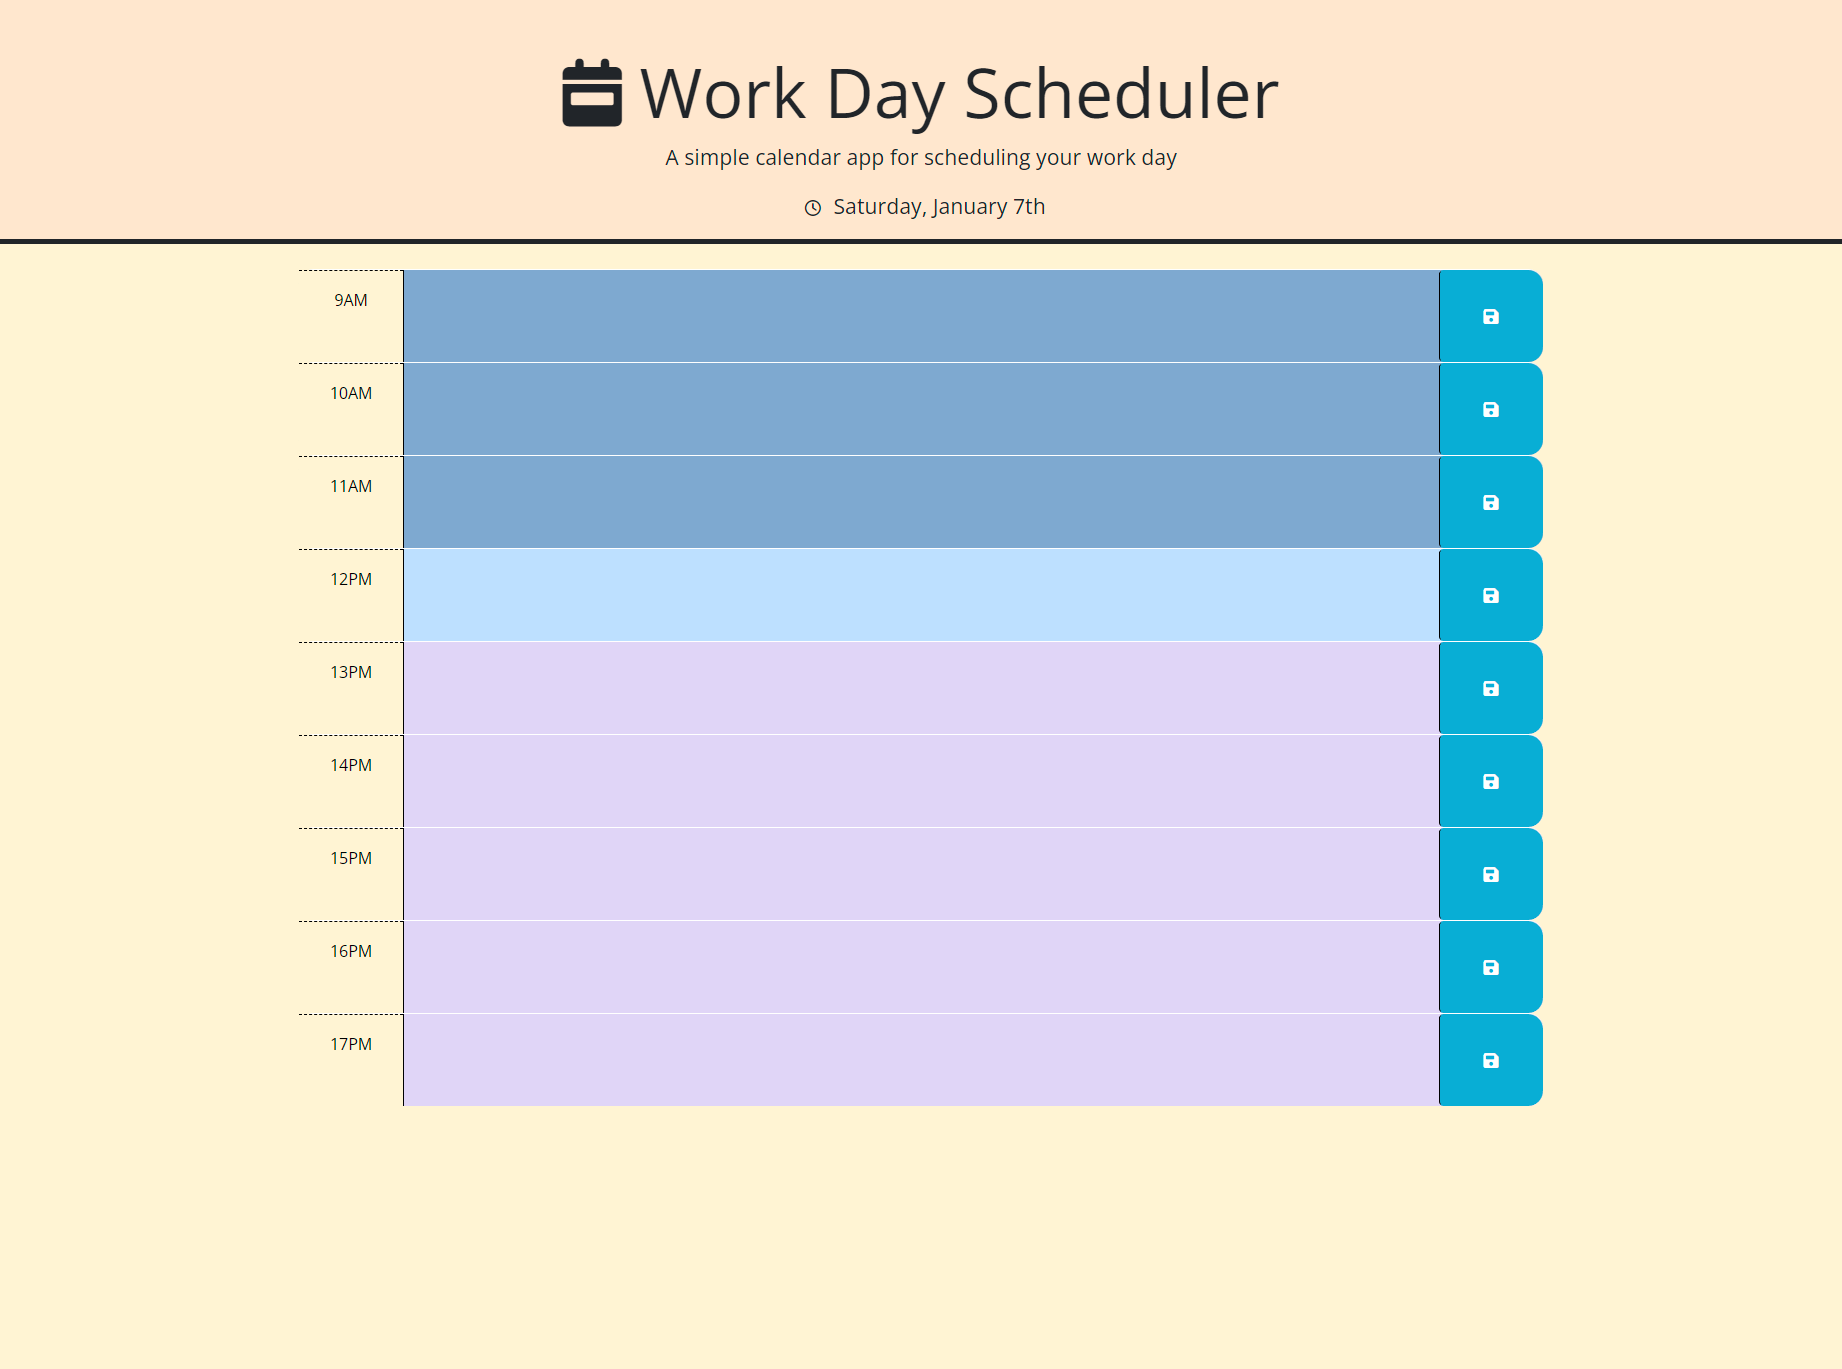 Work Day Scheduler
A simple calendar app for scheduling your work day
Saturday, January 7th
9AM
10AM
11AM
12PM
13PM
14PM
15PM
16PM
17PM